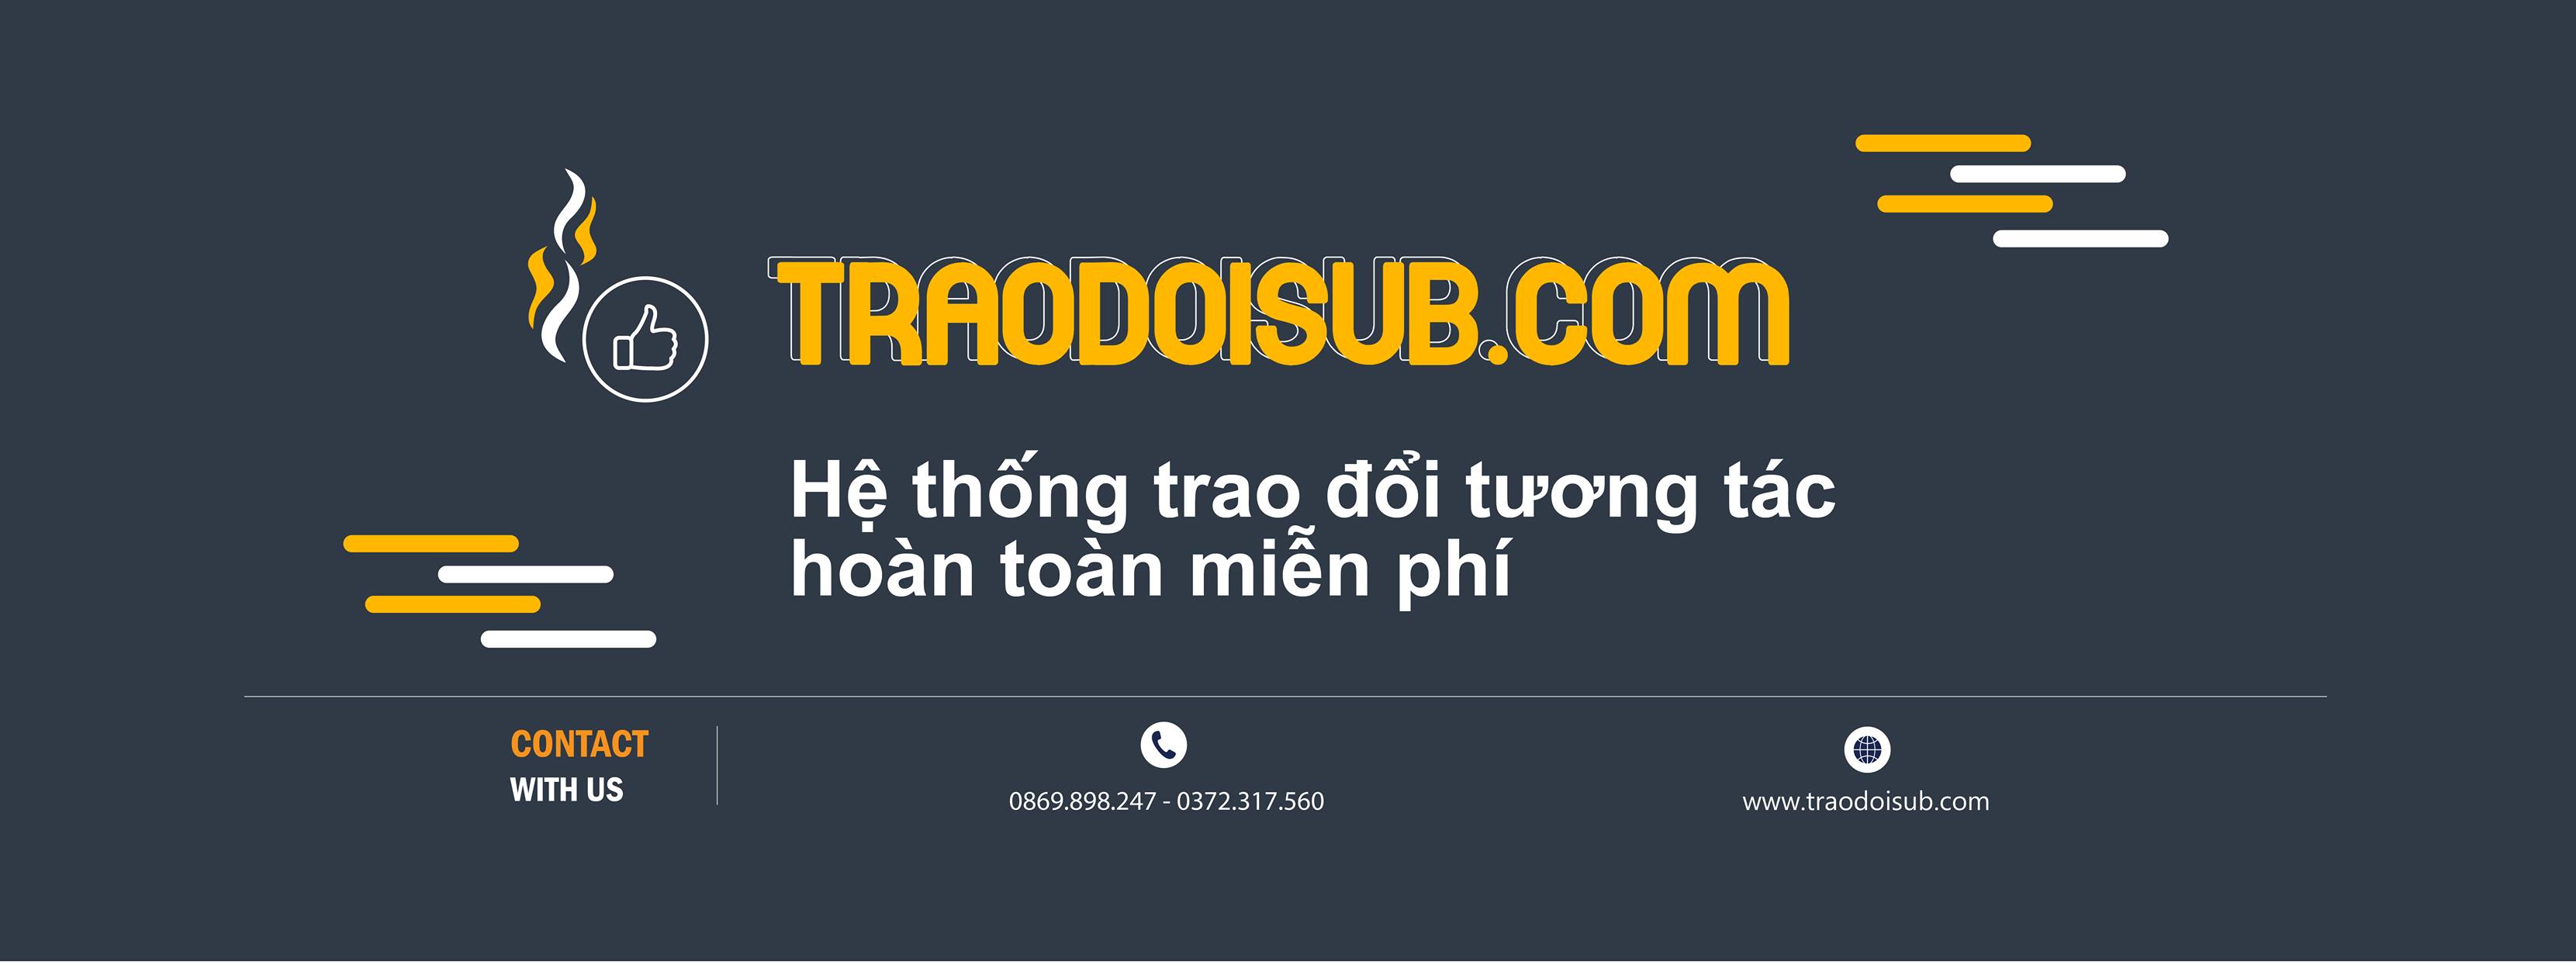 TRAODOISUB.COM
Hệ thống trao đổi tương tác
hoàn toàn miễn phí
CONTACT
WITH US
0869.898.247 - 0372.317.560
www.traodoisub.com